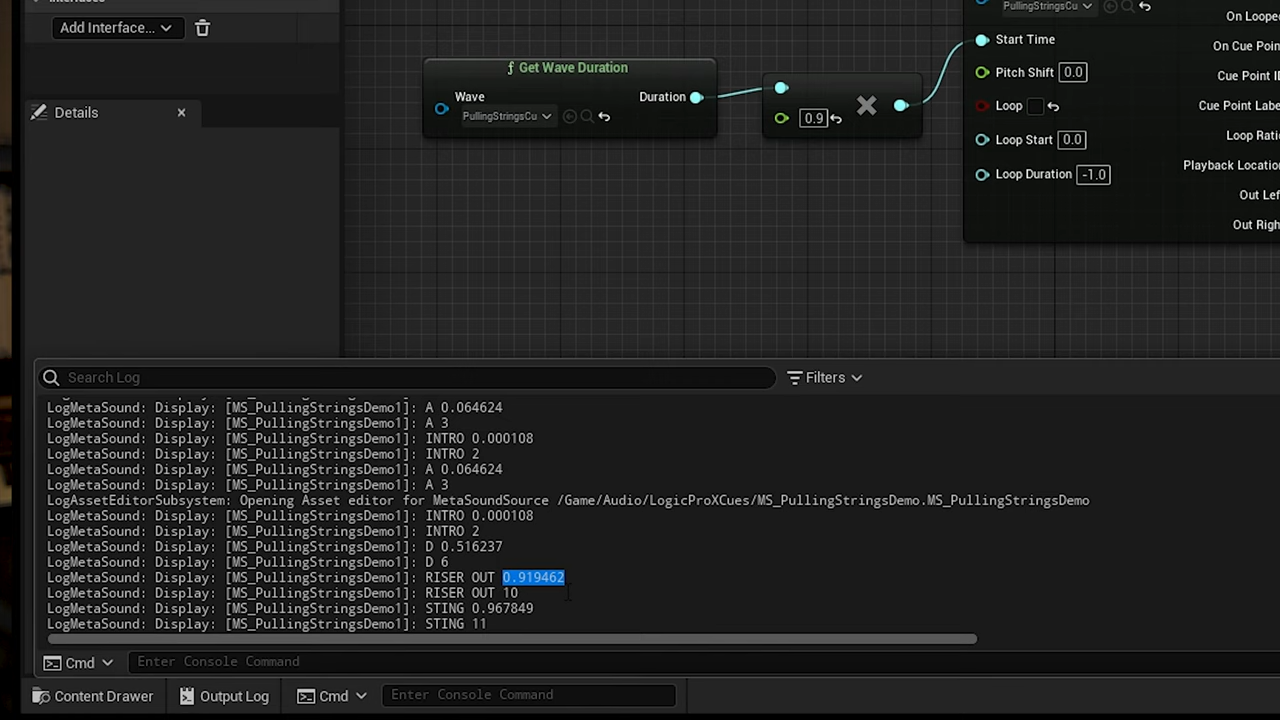 Add Interface...
Details
Get Wave Duration
Wave
PullingStringsCu
Duration
0.9
PullingStringsCu
Start Time
Pitch Shift 0.0
Loop
Loop Start 0.0
Loop Duration -1.0
On Looped
On Cue Poin
Cue Point ID
Cue Point Labe
Loop Ratio
Playback Location
Out Lef
Out Righ
Search Log
Filters
LogMetaSound: Display: [MS_PullingStringsDemo1]: A 0.064624
LogMetaSound: Display: [MS_PullingStringsDemo1]: A 3
LogMetaSound: Display: [MS_PullingStringsDemo1]: INTRO 0.000108
LogMetaSound: Display: [MS_PullingStringsDemo1]: INTRO 2
LogMetaSound: Display: [MS_PullingStringsDemo1]: A 0.064624
LogMetaSound: Display: [MS_PullingStringsDemo1]: A 3
LogAssetEditorSubsystem: Opening Asset editor for MetaSoundSource /Game/Audio/LogicProXCues/MS_PullingStringsDemo.MS_PullingStringsDemo
LogMetaSound: Display: [MS_PullingStringsDemo1]: INTRO 0.000108
LogMetaSound: Display: [MS_PullingStringsDemo1]: INTRO 2
LogMetaSound: Display: [MS_PullingStringsDemo1]: D 0.516237
LogMetaSound: Display: [MS_PullingStringsDemo1]: D 6
LogMetaSound: Display: [MS_PullingStringsDemo1]: RISER OUT 0.919462
LogMetaSound: Display: [MS_PullingStringsDemo1]: RISER OUT 10
LogMetaSound: Display: [MS_PullingStringsDemo1]: STING 0.967849
LogMetaSound: Display: [MS_PullingStringsDemo1]: STING 11
Cmd Enter Console Command
Content Drawer Output Log Cmd Enter Console Command